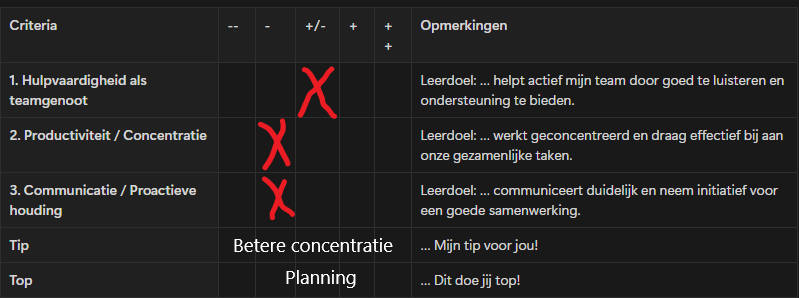 Criteria -- - +/- + + + Opmerkingen
1. Hulpvaardigheid als teamgenoot Leerdoel: ... helpt actief mijn team door goed te luisteren en
ondersteuning te bieden.
2. Productiviteit / Concentratie Leerdoel: ... werkt geconcentreerd en draag effectief bij aan
onze gezamenlijke taken.
3. Communicatie / Proactieve houding Leerdoel: ... communiceert duidelijk en neem initiatief voor
een goede samenwerking.
Tip Betere concentratie ... Mijn tip voor jou!
Top Planning ... Dit doe jij top!